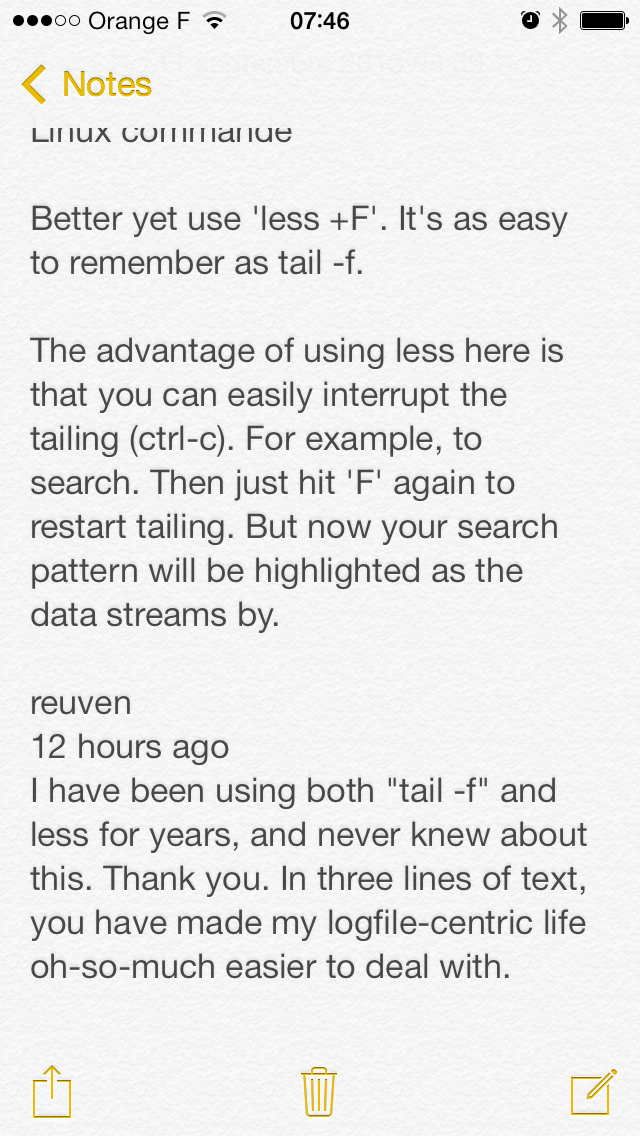 Orange F 07:46
Notes
Linux commande
Better yet use 'less +F'. It's as easy
to remember as tail -f.
The advantage of using less here is
that you can easily interrupt the
tailing (ctrl-c). For example, to
search. Then just hit 'F' again to
restart tailing. But now your search
pattern will be highlighted as the
data streams by.
reuven
12 hours ago
I have been using both "tail -f" and
less for years, and never knew about
this. Thank you. In three lines of text,
you have made my logfile-centric life
oh-so-much easier to deal with.